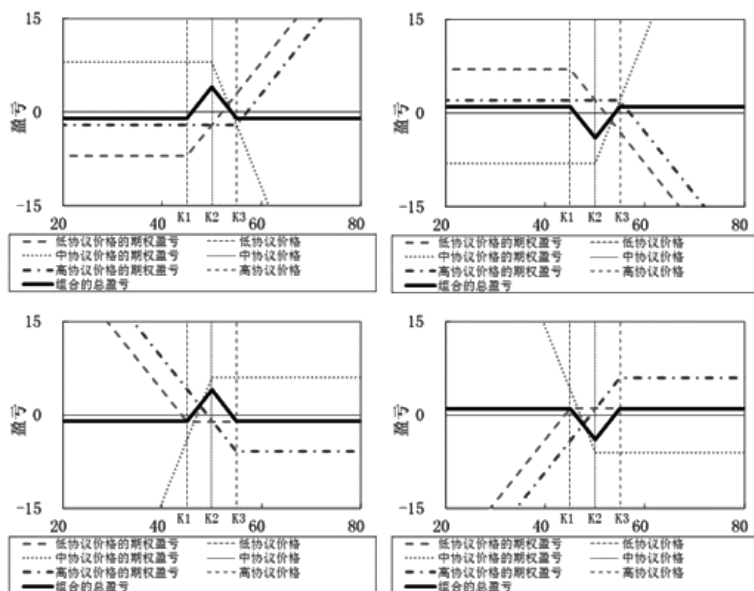 15
0
-15
盈亏
20
K1
K2
K3
60
80
低协议价格的期权盈亏
低协议价格
中协议价格的期权盈亏
中协议价格
高协议价格的期权盈亏
高协议价格
组合的总盈亏
15
0
-15
盈亏
20
40
K1
K2
K3
60
80
低协议价格的期权盈亏
低协议价格
中协议价格的期权盈亏
中协议价格
高协议价格的期权盈亏
高协议价格
组合的总盈亏
15
0
-15
盈亏
20
40
K1
K2
K3
60
80
低协议价格的期权盈亏
低协议价格
中协议价格的期权盈亏
中协议价格
高协议价格的期权盈亏
高协议价格
组合的总盈亏
15
0
-15
盈亏
20
40
K1
K2
K3
60
80
低协议价格的期权盈亏
低协议价格
中协议价格的期权盈亏
中协议价格
高协议价格的期权盈亏
高协议价格
组合的总盈亏